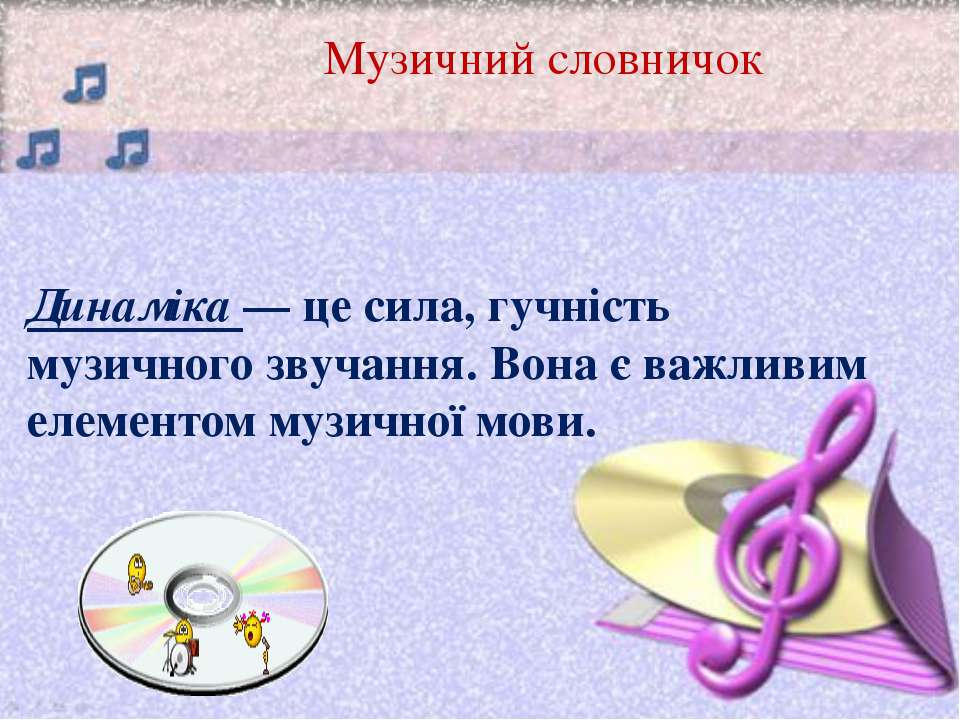 Музичний словничок
Динаміка — це сила, гучність
музичного звучання. Вона є важливим
елементом музичної мови.